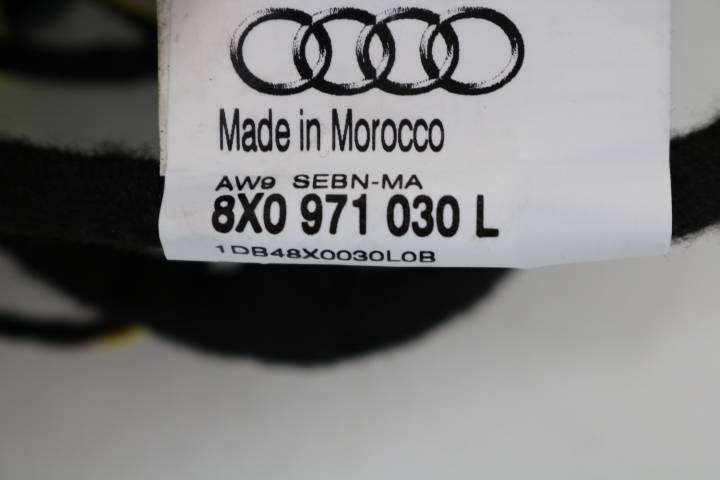 Made in Morocco
AW9 SEBN-MA
8X0 971 030 L
1DB48X0030L0B